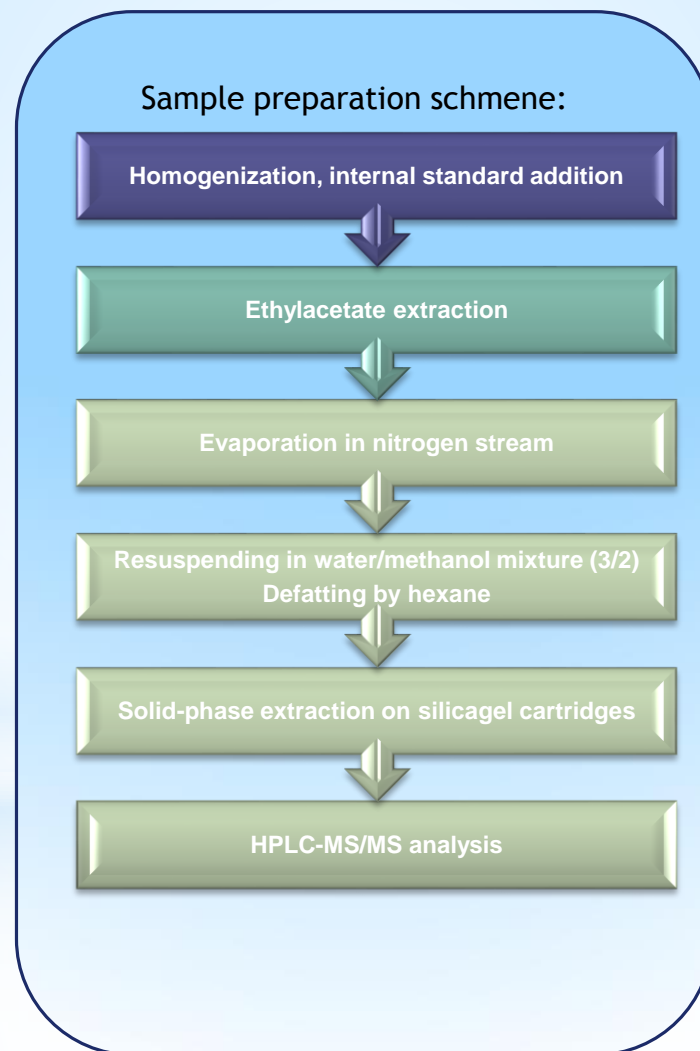 Sample preparation schmene:
Homogenization, internal standard addition
Ethylacetate extraction
Evaporation in nitrogen stream
Resuspending in water/methanol mixture (3/2)
Defatting by hexane
Solid-phase extraction on silicagel cartridges
HPLC-MS/MS analysis